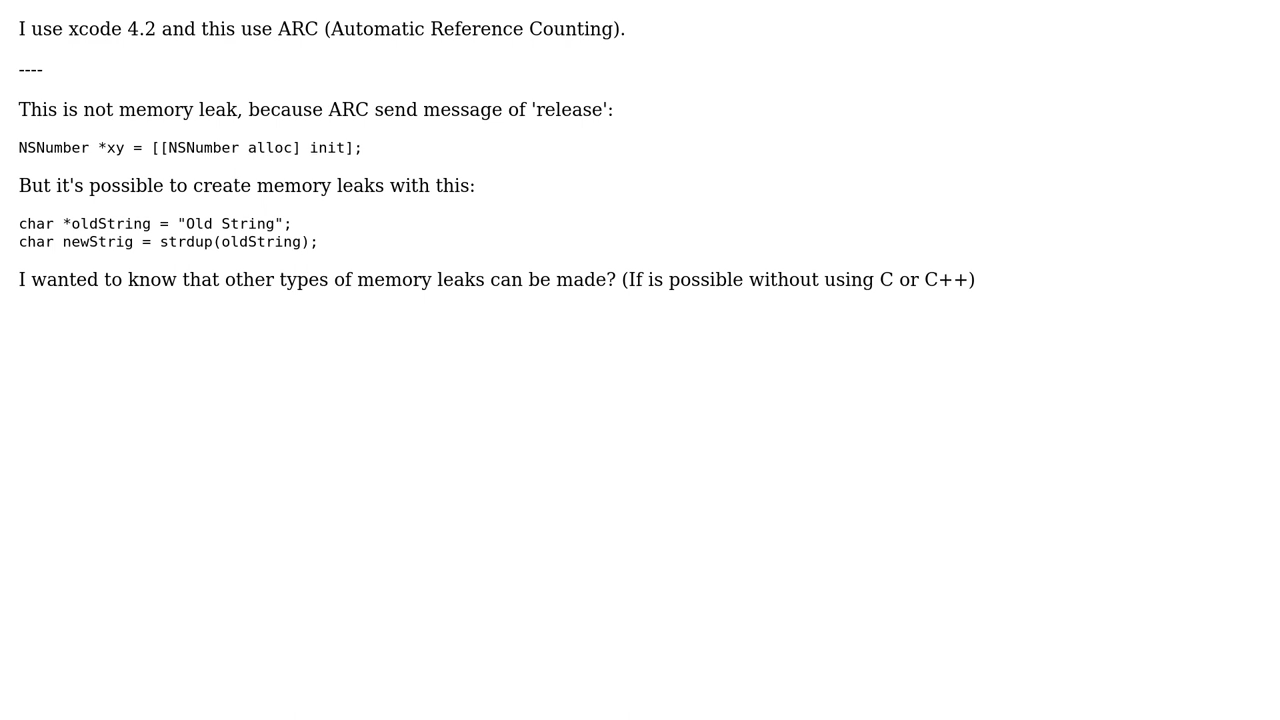 I use xcode 4.2 and this use ARC (Automatic Reference Counting).
----
This is not memory leak, because ARC send message of 'release':
NSNumber *xy = [[NSNumber alloc] init];
But it's possible to create memory leaks with this:
char *oldString = "Old String";
char newStrig = strdup(oldString);
I wanted to know that other types of memory leaks can be made? (If is possible without using C or C++)